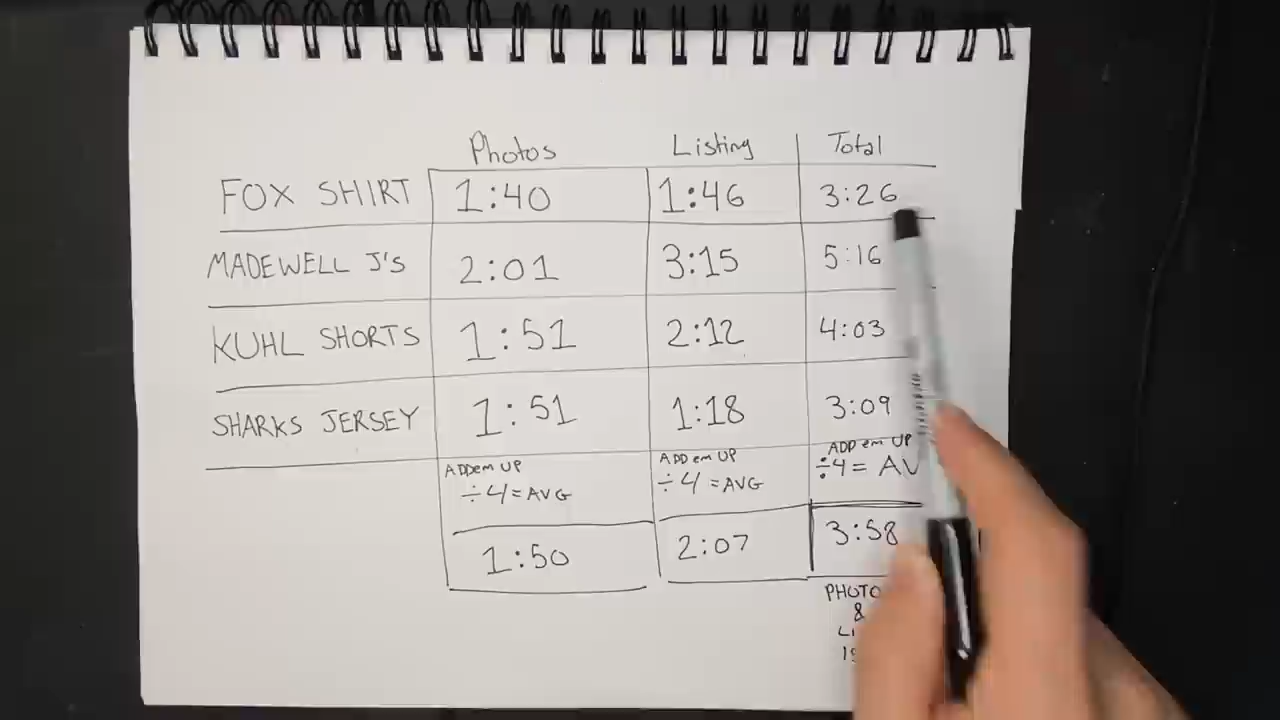 Photos Listing Total
FOX SHIRT 1:40 1:46 3:26
MADEWELL J's 2:01 3:15 5:16
KUHL SHORTS 1:51 2:12 4:03
SHARKS JERSEY 1:51 1:18 3:09
ADD em UP ADD em UP ADD em UP
÷4=AVG ÷4=AVG ÷4= AV
1:50 2:07 3:58
PHOTO
&